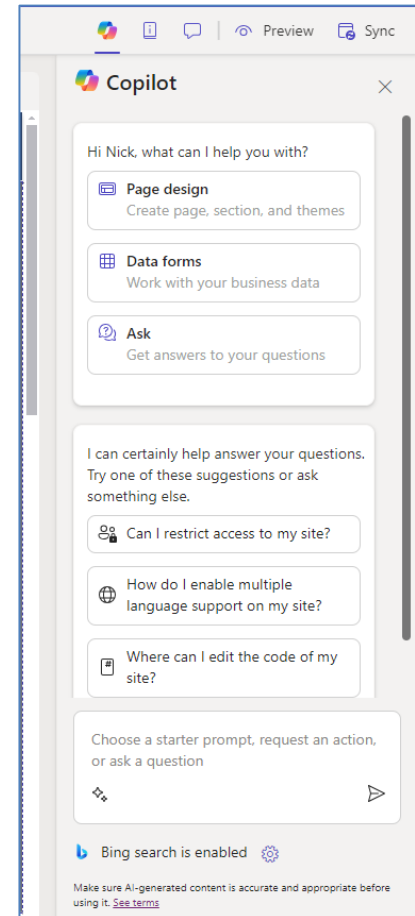 Preview Sync
Copilot
Hi Nick, what can I help you with?
Page design
Create page, section, and themes
Data forms
Work with your business data
Ask
Get answers to your questions
I can certainly help answer your questions.
Try one of these suggestions or ask
something else.
Can I restrict access to my site?
How do I enable multiple
language support on my site?
Where can I edit the code of my
site?
Choose a starter prompt, request an action,
or ask a question
Bing search is enabled
Make sure AI-generated content is accurate and appropriate before
using it. See terms